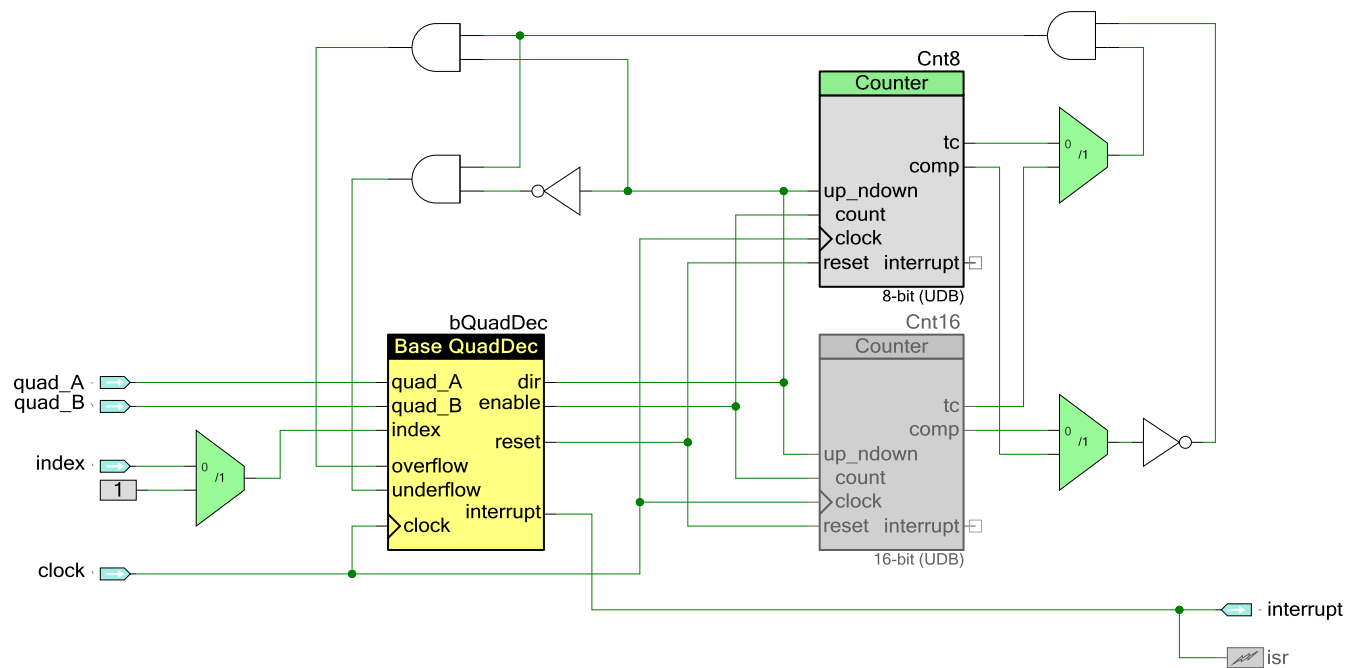 Cnt8
Counter
tc
comp
up_ndown
count
clock
reset interrupt
8-bit (UDB)
0
/1
Cnt16
Counter
tc
comp
up_ndown
count
clock
reset interrupt
16-bit (UDB)
0
/1
bQuadDec
Base QuadDec
quad_A dir
quad_B enable
index
reset
overflow
underflow
interrupt
clock
quad_A
quad_B
index
1
0
/1
clock
interrupt
isr